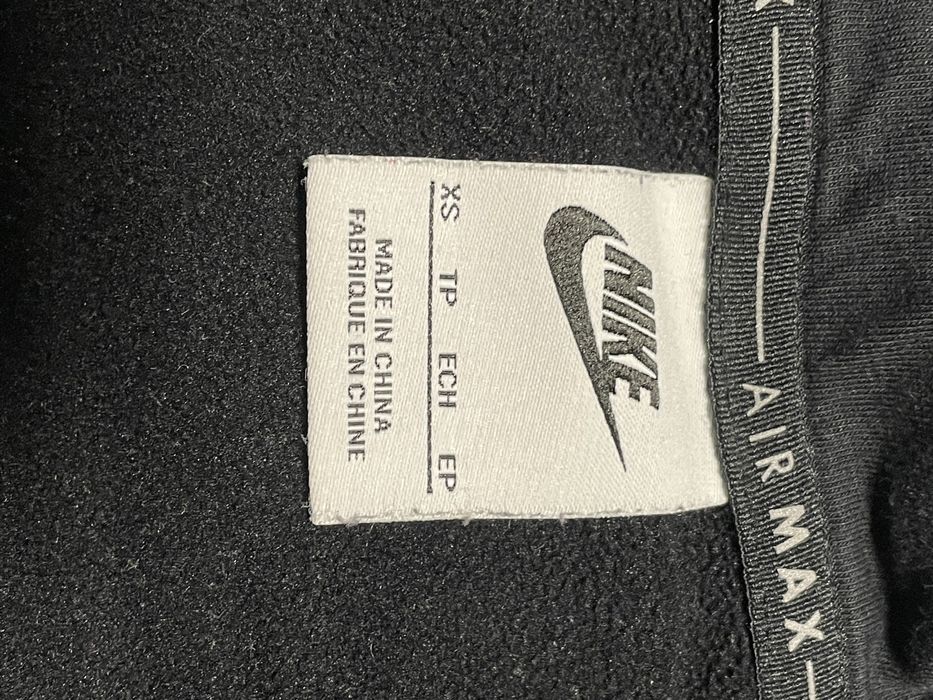 NIKE
XS TP ECH EP
MADE IN CHINA
FABRIQUE EN CHINE
X — AIR MAX —